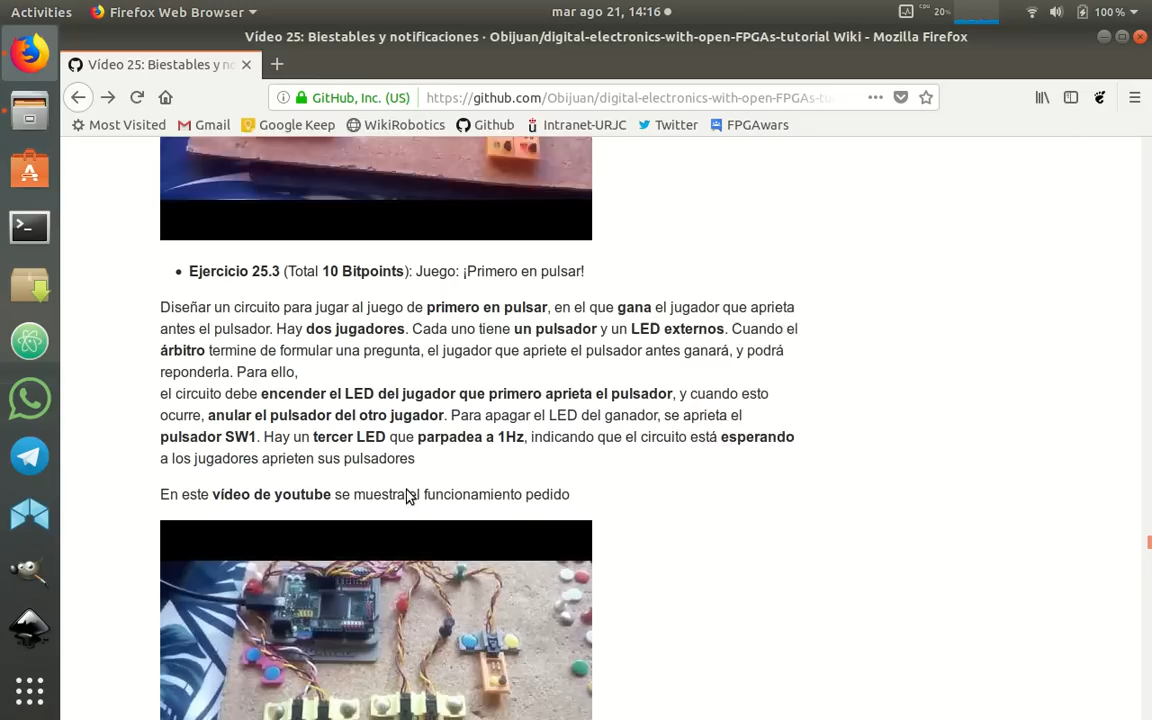 Activities
Firefox Web Browser
mar ago 21, 14:16
cpu 20%
100 %
Vídeo 25: Biestables y notificaciones · Obijuan/digital-electronics-with-open-FPGAs-tutorial Wiki - Mozilla Firefox
Vídeo 25: Biestables y no
GitHub, Inc. (US)
https://github.com/Obijuan/digital-electronics-with-open-FPGAs-tu
Most Visited
Gmail
Google Keep
WikiRobotics
Github
Intranet-URJC
Twitter
FPGAwars
• Ejercicio 25.3 (Total 10 Bitpoints): Juego: ¡Primero en pulsar!
Diseñar un circuito para jugar al juego de primero en pulsar, en el que gana el jugador que aprieta
antes el pulsador. Hay dos jugadores. Cada uno tiene un pulsador y un LED externos. Cuando el
árbitro termine de formular una pregunta, el jugador que apriete el pulsador antes ganará, y podrá
reponderla. Para ello,
el circuito debe encender el LED del jugador que primero aprieta el pulsador, y cuando esto
ocurre, anular el pulsador del otro jugador. Para apagar el LED del ganador, se aprieta el
pulsador SW1. Hay un tercer LED que parpadea a 1Hz, indicando que el circuito está esperando
a los jugadores aprieten sus pulsadores
En este vídeo de youtube se muestra el funcionamiento pedido